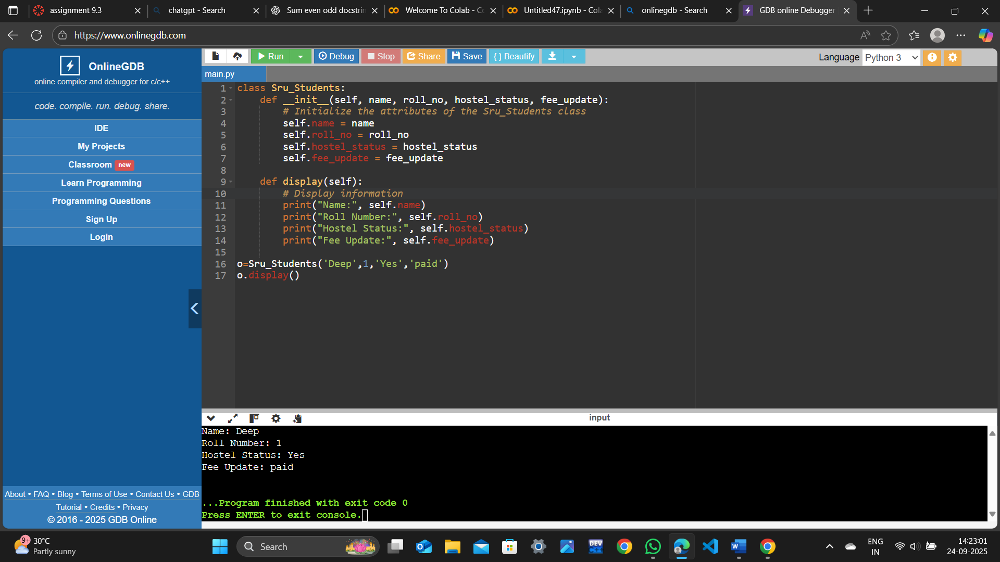 assignment 9.3
chatgpt - Search
Sum even odd docstrin
Welcome To Colab - Co
Untitled47.ipynb - Cola
onlinegdb - Search
GDB online Debugger
https://www.onlinegdb.com
OnlineGDB
online compiler and debugger for c/c++
code. compile. run. debug. share.
IDE
My Projects
Classroom new
Learn Programming
Programming Questions
Sign Up
Login
About • FAQ • Blog • Terms of Use • Contact Us • GDB
Tutorial • Credits • Privacy
© 2016 - 2025 GDB Online
Run
Debug
Stop
Share
Save
{ } Beautify
Language Python 3
main.py
1 class Sru_Students:
2     def __init__(self, name, roll_no, hostel_status, fee_update):
3         # Initialize the attributes of the Sru_Students class
4         self.name = name
5         self.roll_no = roll_no
6         self.hostel_status = hostel_status
7         self.fee_update = fee_update
8
9     def display(self):
10         # Display information
11         print("Name:", self.name)
12         print("Roll Number:", self.roll_no)
13         print("Hostel Status:", self.hostel_status)
14         print("Fee Update:", self.fee_update)
15
16 o=Sru_Students('Deep',1,'Yes','paid')
17 o.display()
input
Name: Deep
Roll Number: 1
Hostel Status: Yes
Fee Update: paid
...Program finished with exit code 0
Press ENTER to exit console.
9+
30°C
Partly sunny
Search
DEV
C++
ENG
IN
14:23:01
24-09-2025